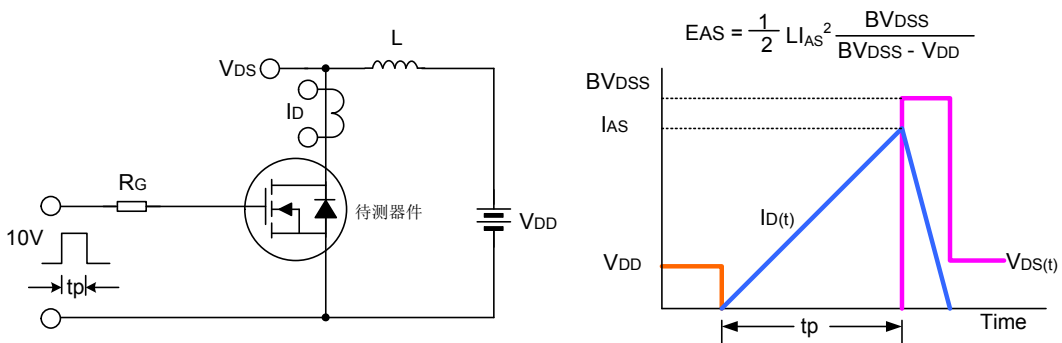 L
VDS
ID
RG
10V
tp
待测器件
VDD
EAS = 1/2 LIAS² BVDSS/(BVDSS - VDD)
BVDSS
IAS
ID(t)
VDD
VDS(t)
tp
Time